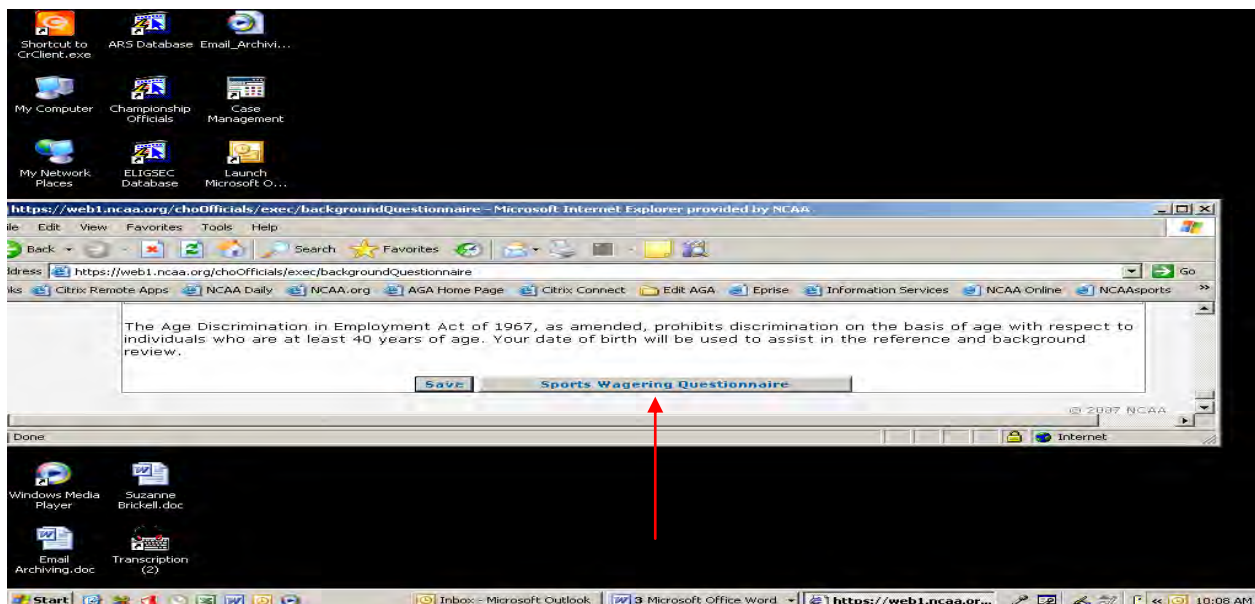 Shortcut to CrClient.exe
ARS Database
Email_Archivi...
My Computer
Championship Officials
Case Management
My Network Places
ELIGSEC Database
Launch Microsoft O...
https://web1.ncaa.org/choOfficials/exec/backgroundQuestionnaire - Microsoft Internet Explorer provided by NCAA
ile Edit View Favorites Tools Help
Back Search Favorites
ddress https://web1.ncaa.org/choOfficials/exec/backgroundQuestionnaire Go
ks Citrix Remote Apps NCAA Daily NCAA.org AGA Home Page Citrix Connect Edit AGA Eprise Information Services NCAA Online NCAAsports »
The Age Discrimination in Employment Act of 1967, as amended, prohibits discrimination on the basis of age with respect to
individuals who are at least 40 years of age. Your date of birth will be used to assist in the reference and background
review.
Save Sports Wagering Questionnaire
© 2007 NCAA
Done Internet
Windows Media Player
Suzanne Brickell.doc
Email Archiving.doc
Transcription (2)
Start Inbox - Microsoft Outlook 3 Microsoft Office Word https://web1.ncaa.or... « 10:08 AM